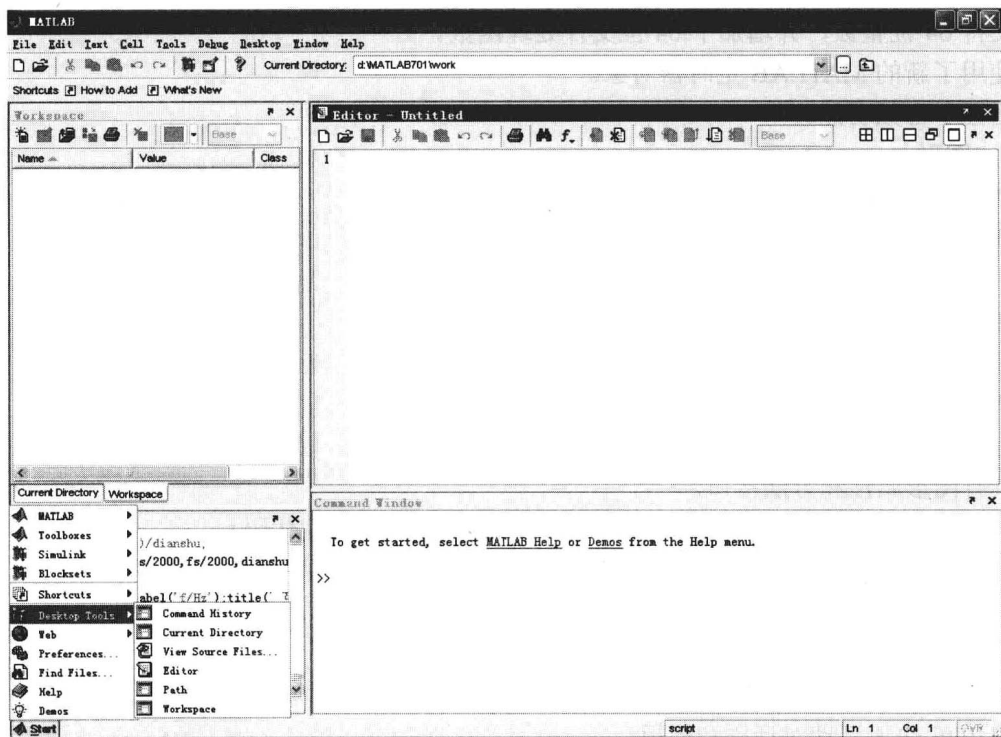 MATLAB
File Edit Text Cell Tools Debug Desktop Window Help
Current Directory: d:\MATLAB701\work
Shortcuts How to Add What's New
Workspace
Base
Name Value Class
Current Directory Workspace
Editor - Untitled
Base
1
Command Window
To get started, select MATLAB Help or Demos from the Help menu.
>>
)/dianshu,
s/2000,fs/2000,dianshu
abel('f/Hz');title('
MATLAB
Toolboxes
Simulink
Blocksets
Shortcuts
Desktop Tools
Web
Preferences...
Find Files...
Help
Demos
Command History
Current Directory
View Source Files...
Editor
Path
Workspace
Start
script Ln 1 Col 1 OVR